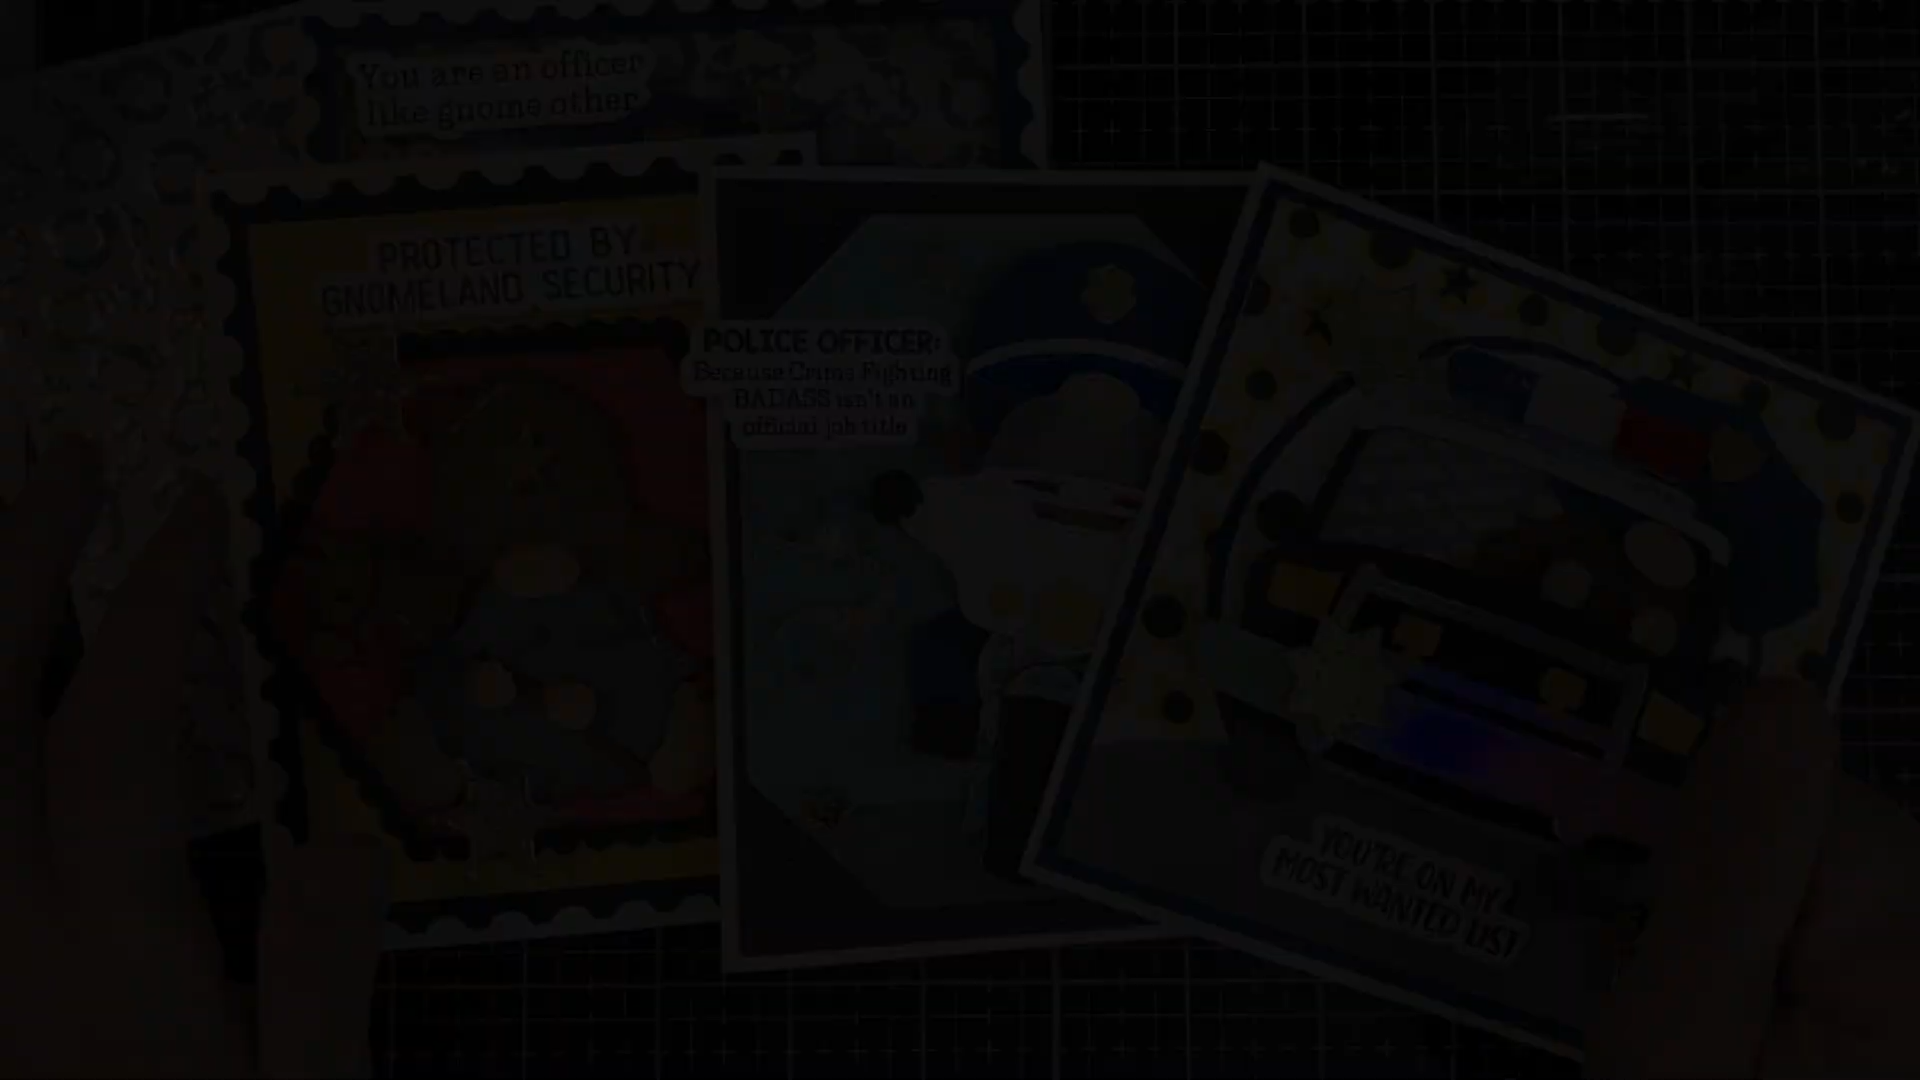 You are an officer
like gnome other
PROTECTED BY
GNOMELAND SECURITY
POLICE OFFICER:
Because Crime Fighting
BADASS isn't an
official job title
YOU'RE ON MY
MOST WANTED LIST